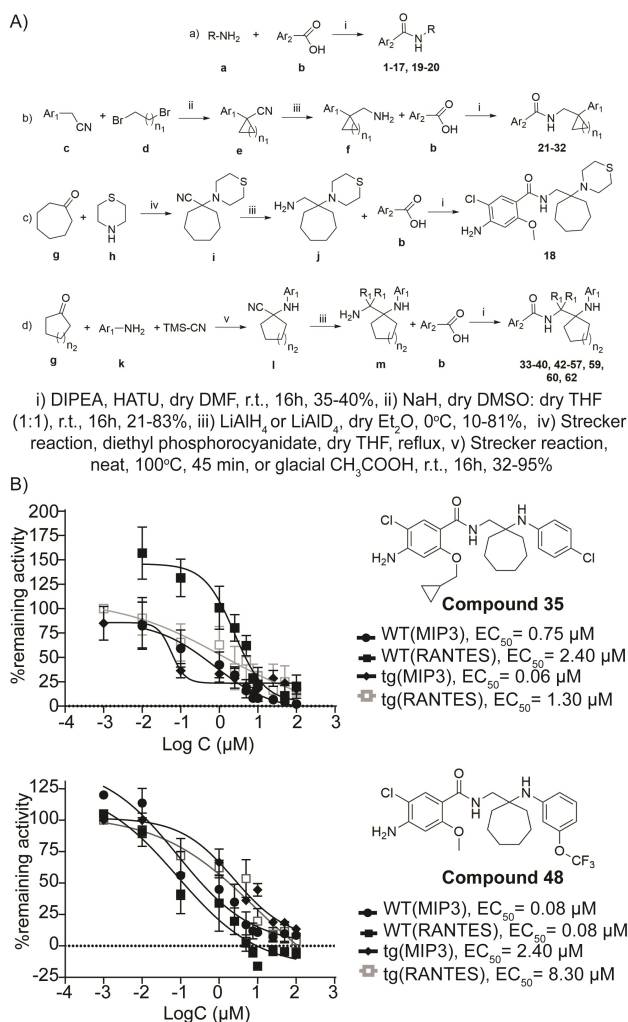 A)
a) R-NH2 + Ar2 O OH i Ar2 O N H R
a b 1-17, 19-20
b) Ar1 CN + Br Br ( )n1 ii Ar1 CN ( )n1 iii Ar1 NH2 ( )n1 + Ar2 O OH i Ar2 O N H Ar1 ( )n1
c d e f b 21-32
c) O + S N H iv NC N S iii H2N N S + Ar2 O OH i Cl H2N O NH O N S
g h i j b 18
d) O ( )n2 + Ar1—NH2 + TMS-CN v NC NH Ar1 ( )n2 iii H2N R1 R1 NH Ar1 ( )n2 + Ar2 O OH i Ar2 O N H R1 R1 NH Ar1 ( )n2
g k l m b 33-40, 42-57, 59,
60, 62
i) DIPEA, HATU, dry DMF, r.t., 16h, 35-40%, ii) NaH, dry DMSO: dry THF
(1:1), r.t., 16h, 21-83%, iii) LiAlH4 or LiAlD4, dry Et2O, 0°C, 10-81%, iv) Strecker
reaction, diethyl phosphorocyanidate, dry THF, reflux, v) Strecker reaction,
neat, 100°C, 45 min, or glacial CH3COOH, r.t., 16h, 32-95%
B)
%remaining activity
200
175
150
125
100
75
50
25
0
-4 -3 -2 -1 0 1 2 3
Log C (µM)
Cl H2N O N H O H N Cl
Compound 35
WT(MIP3), EC50= 0.75 µM
WT(RANTES), EC50= 2.40 µM
tg(MIP3), EC50= 0.06 µM
tg(RANTES), EC50= 1.30 µM
%remaining activity
125
100
75
50
25
0
-25
-4 -3 -2 -1 0 1 2 3
LogC (µM)
Cl H2N O N H O H N O CF3
Compound 48
WT(MIP3), EC50= 0.08 µM
WT(RANTES), EC50= 0.08 µM
tg(MIP3), EC50= 2.40 µM
tg(RANTES), EC50= 8.30 µM